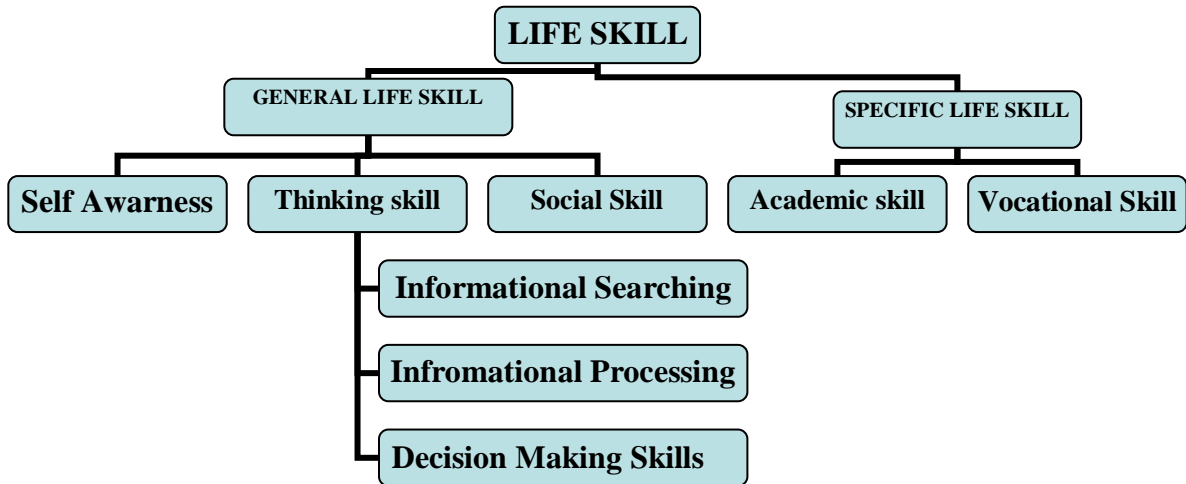 LIFE SKILL
GENERAL LIFE SKILL
SPECIFIC LIFE SKILL
Self Awarness
Thinking skill
Social Skill
Academic skill
Vocational Skill
Informational Searching
Infromational Processing
Decision Making Skills